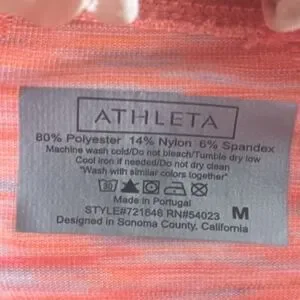 ATHLETA
80% Polyester 14% Nylon 6% Spandex
Machine wash cold/Do not bleach/Tumble dry low
Cool iron if needed/Do not dry clean
"Wash with similar colors together"
Made in Portugal
STYLE#721646 RN#54023 M
Designed in Sonoma County, California